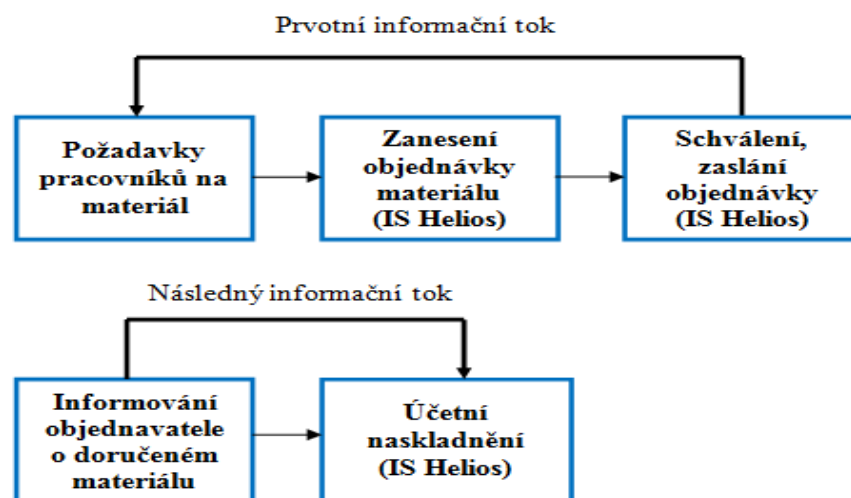 Prvotní informační tok
Požadavky
pracovníků na
materiál
Zanesení
objednávky
materiálu
(IS Helios)
Schválení,
zaslání
objednávky
(IS Helios)
Následný informační tok
Informování
objednavatele
o doručeném
materiálu
Účetní
naskladnění
(IS Helios)